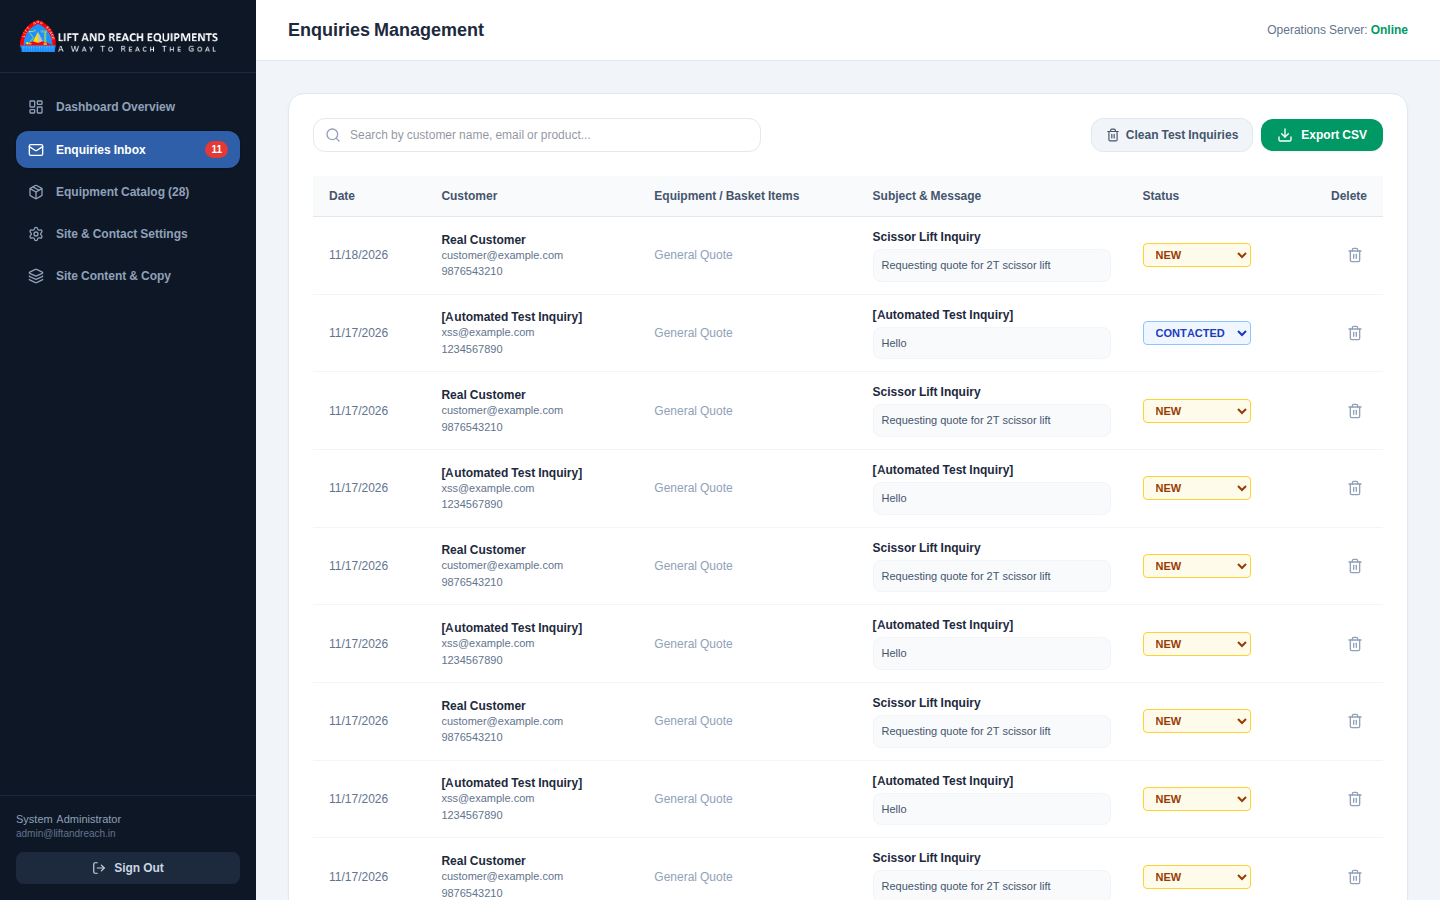 LIFT AND REACH EQUIPMENTS
A WAY TO REACH THE GOAL
Dashboard Overview
Enquiries Inbox 11
Equipment Catalog (28)
Site & Contact Settings
Site Content & Copy
System Administrator
admin@liftandreach.in
Sign Out
Enquiries Management
Operations Server: Online
Search by customer name, email or product...
Clean Test Inquiries
Export CSV
Date Customer Equipment / Basket Items Subject & Message Status Delete
11/18/2026
Real Customer
customer@example.com
9876543210
General Quote
Scissor Lift Inquiry
Requesting quote for 2T scissor lift
NEW
11/17/2026
[Automated Test Inquiry]
xss@example.com
1234567890
General Quote
[Automated Test Inquiry]
Hello
CONTACTED
11/17/2026
Real Customer
customer@example.com
9876543210
General Quote
Scissor Lift Inquiry
Requesting quote for 2T scissor lift
NEW
11/17/2026
[Automated Test Inquiry]
xss@example.com
1234567890
General Quote
[Automated Test Inquiry]
Hello
NEW
11/17/2026
Real Customer
customer@example.com
9876543210
General Quote
Scissor Lift Inquiry
Requesting quote for 2T scissor lift
NEW
11/17/2026
[Automated Test Inquiry]
xss@example.com
1234567890
General Quote
[Automated Test Inquiry]
Hello
NEW
11/17/2026
Real Customer
customer@example.com
9876543210
General Quote
Scissor Lift Inquiry
Requesting quote for 2T scissor lift
NEW
11/17/2026
[Automated Test Inquiry]
xss@example.com
1234567890
General Quote
[Automated Test Inquiry]
Hello
NEW
11/17/2026
Real Customer
customer@example.com
9876543210
General Quote
Scissor Lift Inquiry
Requesting quote for 2T scissor lift
NEW